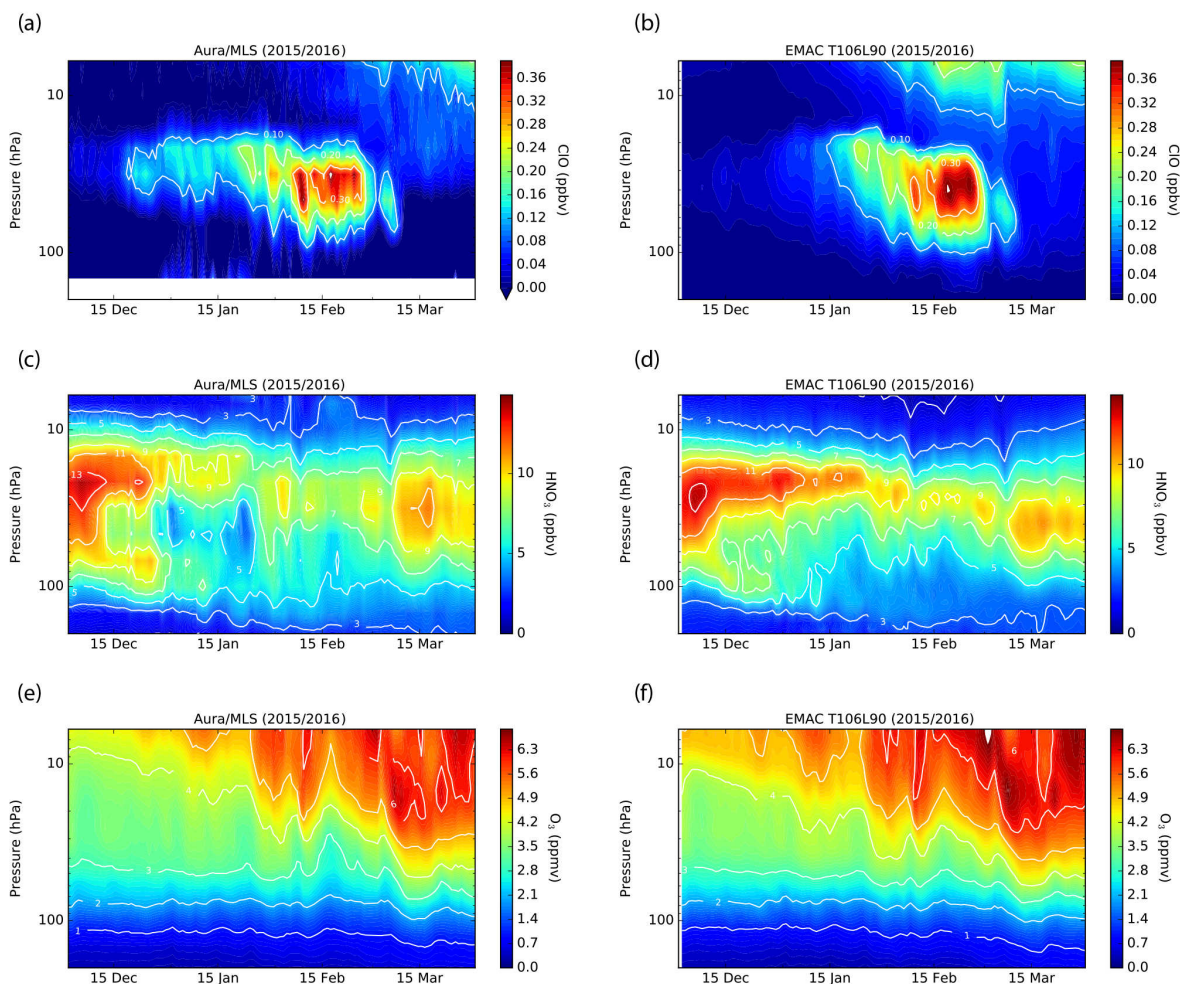 (a)
(b)
Aura/MLS (2015/2016)
EMAC T106L90 (2015/2016)
Pressure (hPa)
10
100
0.10
0.20
0.30
15 Dec
15 Jan
15 Feb
15 Mar
0.36
0.32
0.28
0.24
0.20
0.16
0.12
0.08
0.04
0.00
ClO (ppbv)
Pressure (hPa)
10
100
0.10
0.30
0.20
15 Dec
15 Jan
15 Feb
15 Mar
0.36
0.32
0.28
0.24
0.20
0.16
0.12
0.08
0.04
0.00
ClO (ppbv)
(c)
(d)
Aura/MLS (2015/2016)
EMAC T106L90 (2015/2016)
Pressure (hPa)
10
100
3
3
5
11
9
7
13
5
9
7
9
5
5
3
15 Dec
15 Jan
15 Feb
15 Mar
10
5
0
HNO₃ (ppbv)
Pressure (hPa)
10
100
3
5
7
11
9
9
9
7
5
3
15 Dec
15 Jan
15 Feb
15 Mar
10
5
0
HNO₃ (ppbv)
(e)
(f)
Aura/MLS (2015/2016)
EMAC T106L90 (2015/2016)
Pressure (hPa)
10
100
4
6
3
2
1
15 Dec
15 Jan
15 Feb
15 Mar
6.3
5.6
4.9
4.2
3.5
2.8
2.1
1.4
0.7
0.0
O₃ (ppmv)
Pressure (hPa)
10
100
6
4
3
2
1
15 Dec
15 Jan
15 Feb
15 Mar
6.3
5.6
4.9
4.2
3.5
2.8
2.1
1.4
0.7
0.0
O₃ (ppmv)